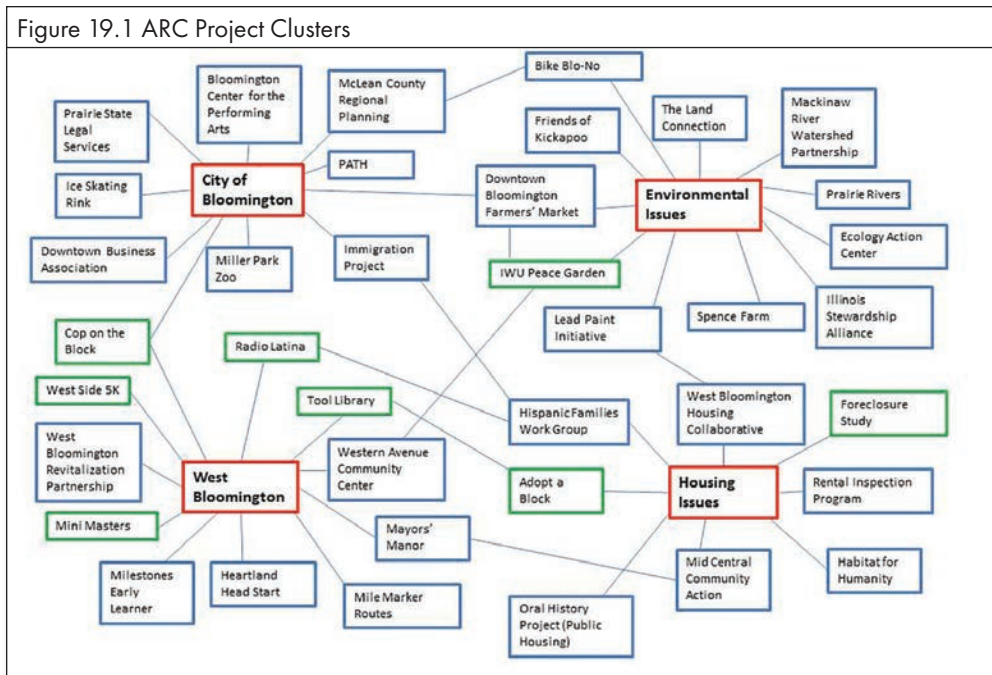 Figure 19.1 ARC Project Clusters
Bloomington
Center for the
Performing
Arts
McLean County
Regional
Planning
Bike Blo-No
Prairie State
Legal
Services
Friends of
Kickapoo
The Land
Connection
Mackinaw
River
Watershed
Partnership
PATH
City of
Bloomington
Ice Skating
Rink
Downtown
Bloomington
Farmers' Market
Environmental
Issues
Prairie Rivers
Downtown Business
Association
Miller Park
Zoo
Immigration
Project
IWU Peace Garden
Ecology Action
Center
Lead Paint
Initiative
Spence Farm
Illinois
Stewardship
Alliance
Cop on the
Block
Radio Latina
West Side 5K
Tool Library
Hispanic Families
Work Group
West Bloomington
Housing
Collaborative
Foreclosure
Study
West
Bloomington
Revitalization
Partnership
West
Bloomington
Western Avenue
Community
Center
Adopt a
Block
Housing
Issues
Rental Inspection
Program
Mini Masters
Mayors'
Manor
Milestones
Early
Learner
Heartland
Head Start
Mile Marker
Routes
Mid Central
Community
Action
Habitat for
Humanity
Oral History
Project (Public
Housing)